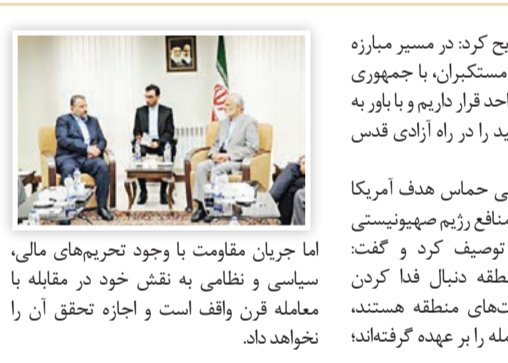 یح کرد: در مسیر مبارزه
مستکبران، با جمهوری
احد قرار داریم و با باور به
ید را در راه آزادی قدس
ی حماس هدف آمریکا
منافع رژیم صهیونیستی
توصیف کرد و گفت:
طقه دنبال فدا کردن
ت‌های منطقه هستند،
مله را بر عهده گرفته‌اند؛
اما جریان مقاومت با وجود تحریم‌های مالی،
سیاسی و نظامی به نقش خود در مقابله با
معامله قرن واقف است و اجازه تحقق آن را
نخواهد داد.